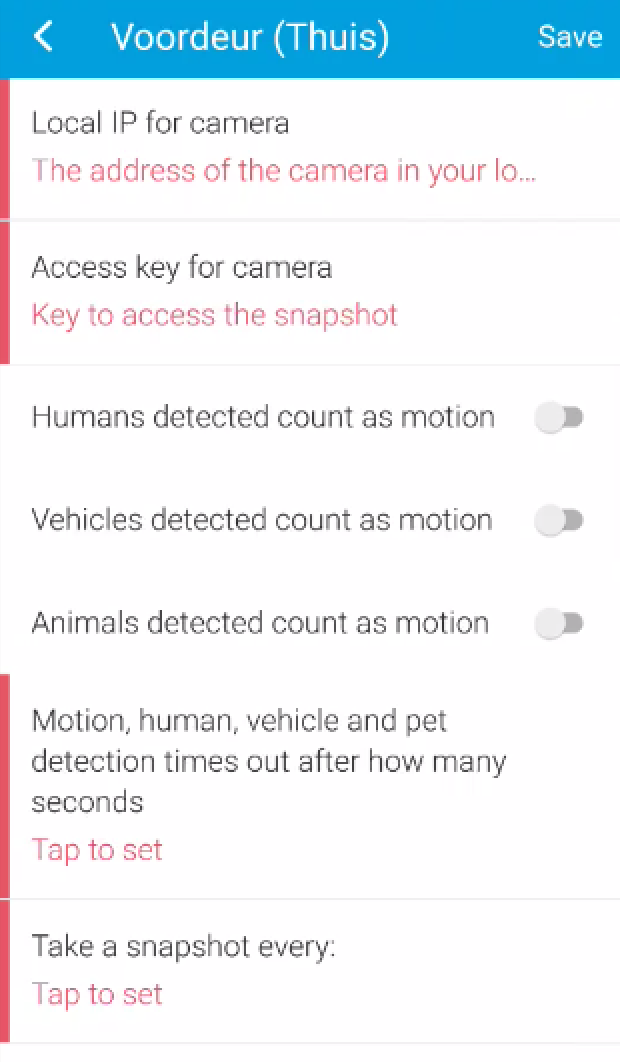 Voordeur (Thuis)
Save
Local IP for camera
The address of the camera in your lo...
Access key for camera
Key to access the snapshot
Humans detected count as motion
Vehicles detected count as motion
Animals detected count as motion
Motion, human, vehicle and pet
detection times out after how many
seconds
Tap to set
Take a snapshot every:
Tap to set